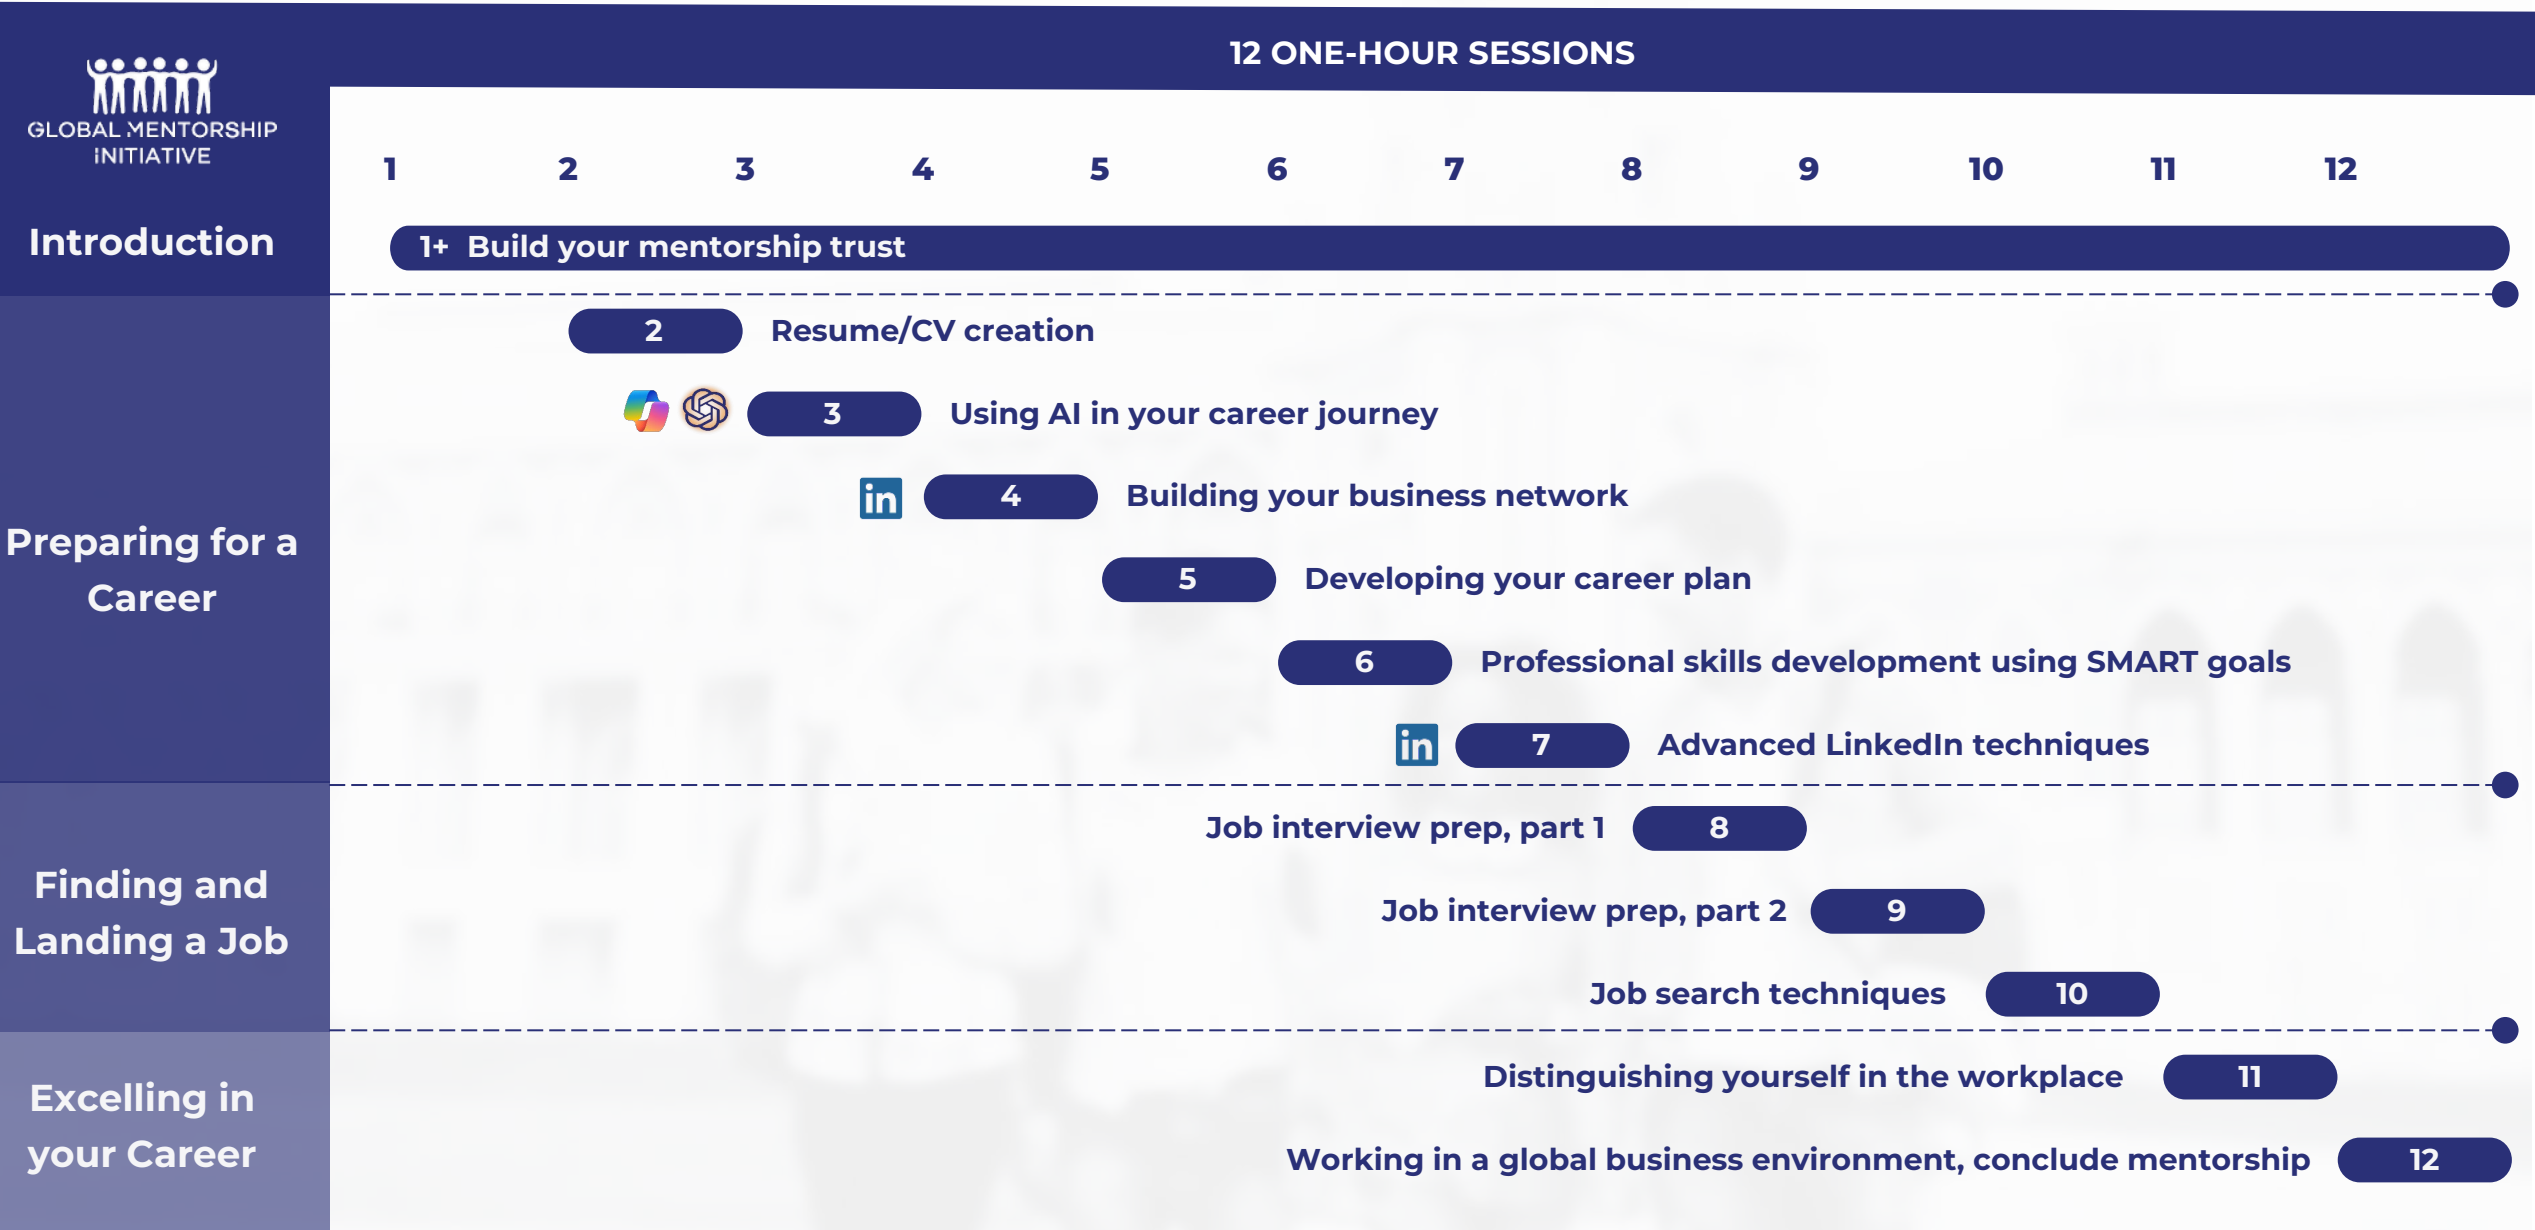 12 ONE-HOUR SESSIONS
GLOBAL MENTORSHIP
INITIATIVE
1 2 3 4 5 6 7 8 9 10 11 12
Introduction
1+ Build your mentorship trust
Preparing for a
Career
2 Resume/CV creation
3 Using AI in your career journey
in 4 Building your business network
5 Developing your career plan
6 Professional skills development using SMART goals
in 7 Advanced LinkedIn techniques
Finding and
Landing a Job
Job interview prep, part 1 8
Job interview prep, part 2 9
Job search techniques 10
Excelling in
your Career
Distinguishing yourself in the workplace 11
Working in a global business environment, conclude mentorship 12